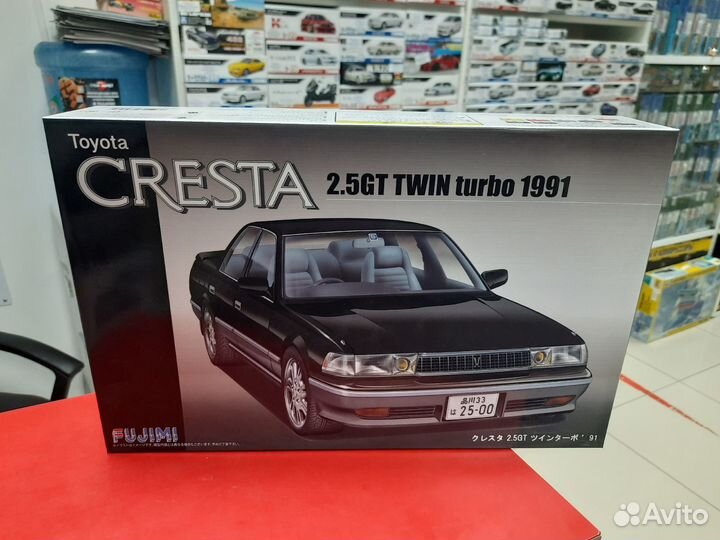 Toyota
CRESTA 2.5GT TWIN turbo 1991
品川33
は 25-00
FUJIMI
クレスタ 2.5GT ツインターボ '91
Avito